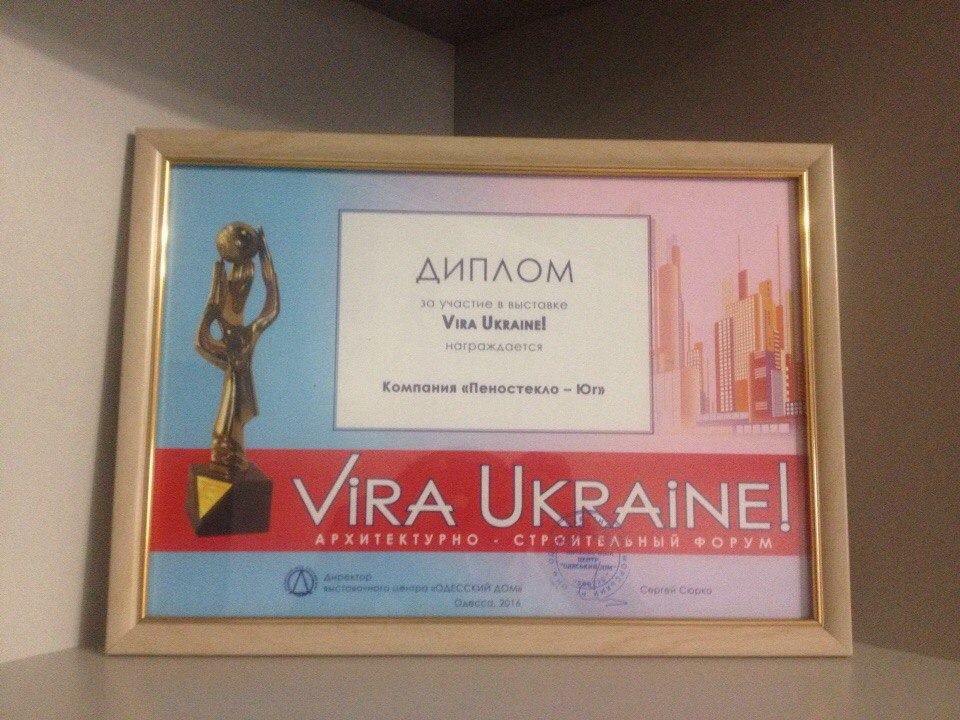 ДИПЛОМ
за участие в выставке
VIRA UKRAINE!
награждается
Компания «Пеностекло – Юг»
ViRA UKRAiNE!
АРХИТЕКТУРНО - СТРОИТЕЛЬНЫЙ ФОРУМ
Директор
выставочного центра «ОДЕССКИЙ ДОМ»
Одесса, 2016
Сергей Сюрко